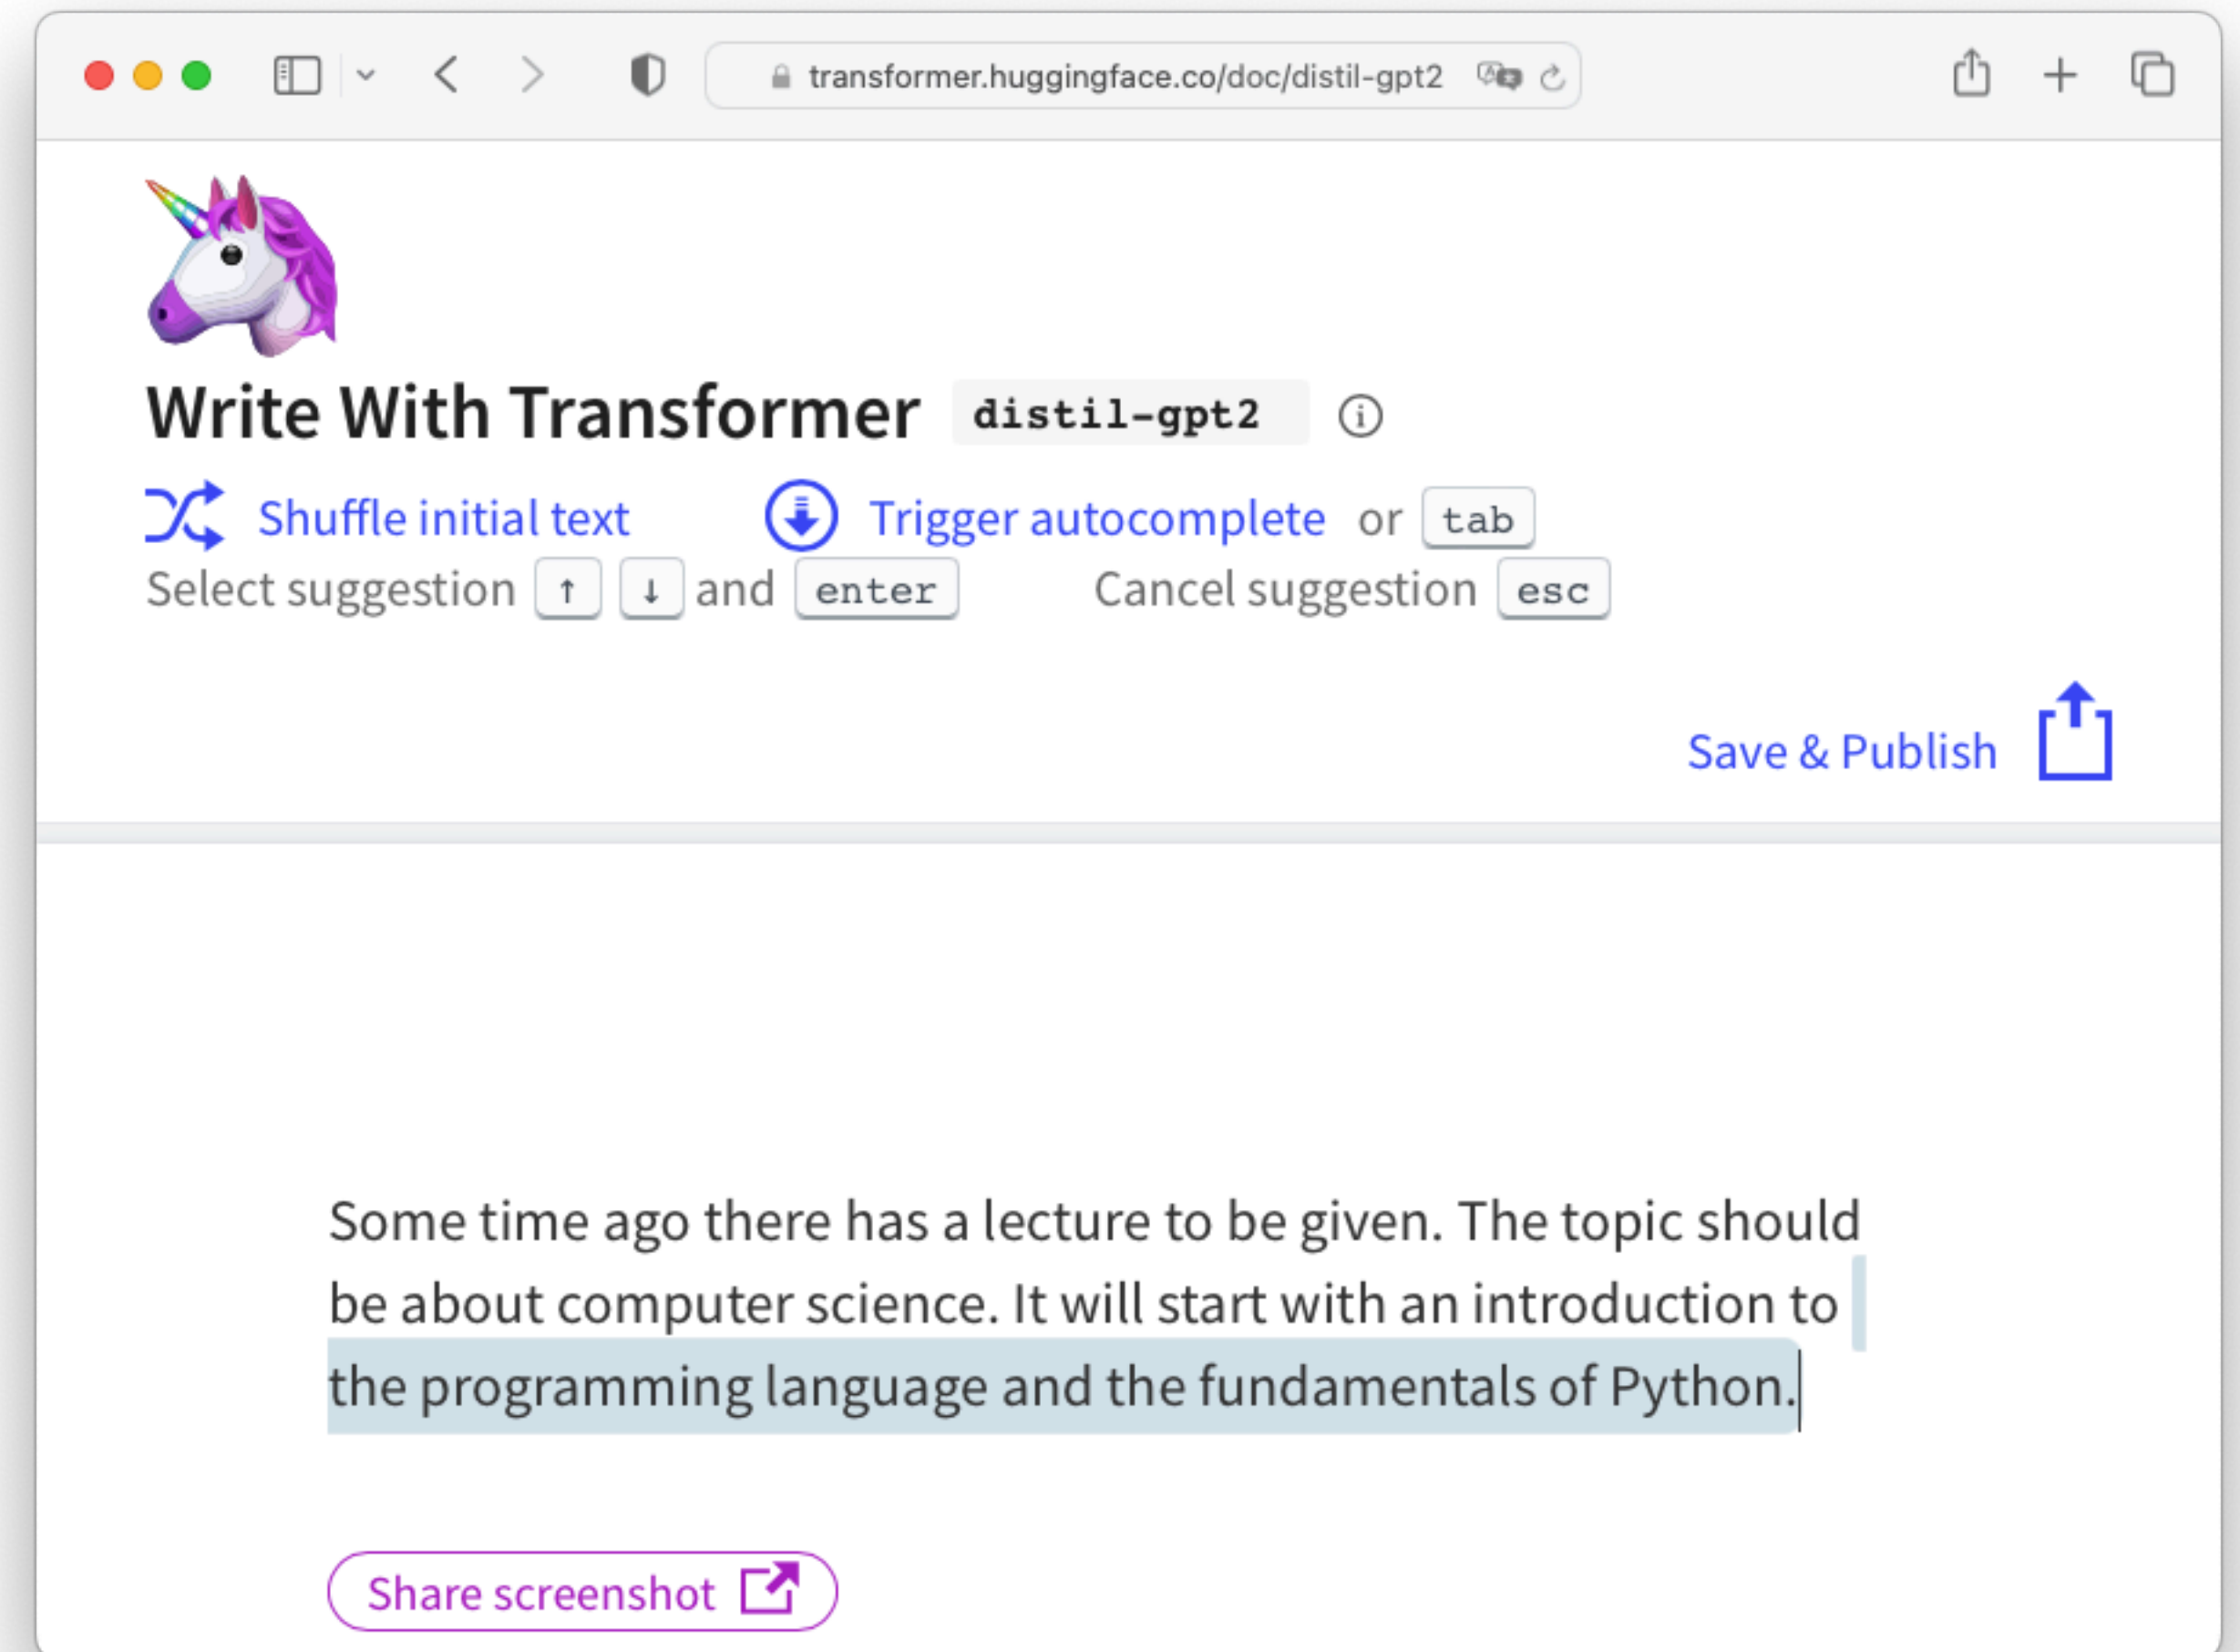 transformer.huggingface.co/doc/distil-gpt2
Write With Transformer distil-gpt2
Shuffle initial text Trigger autocomplete or tab
Select suggestion ↑ ↓ and enter Cancel suggestion esc
Save & Publish
Some time ago there has a lecture to be given. The topic should
be about computer science. It will start with an introduction to
the programming language and the fundamentals of Python.
Share screenshot